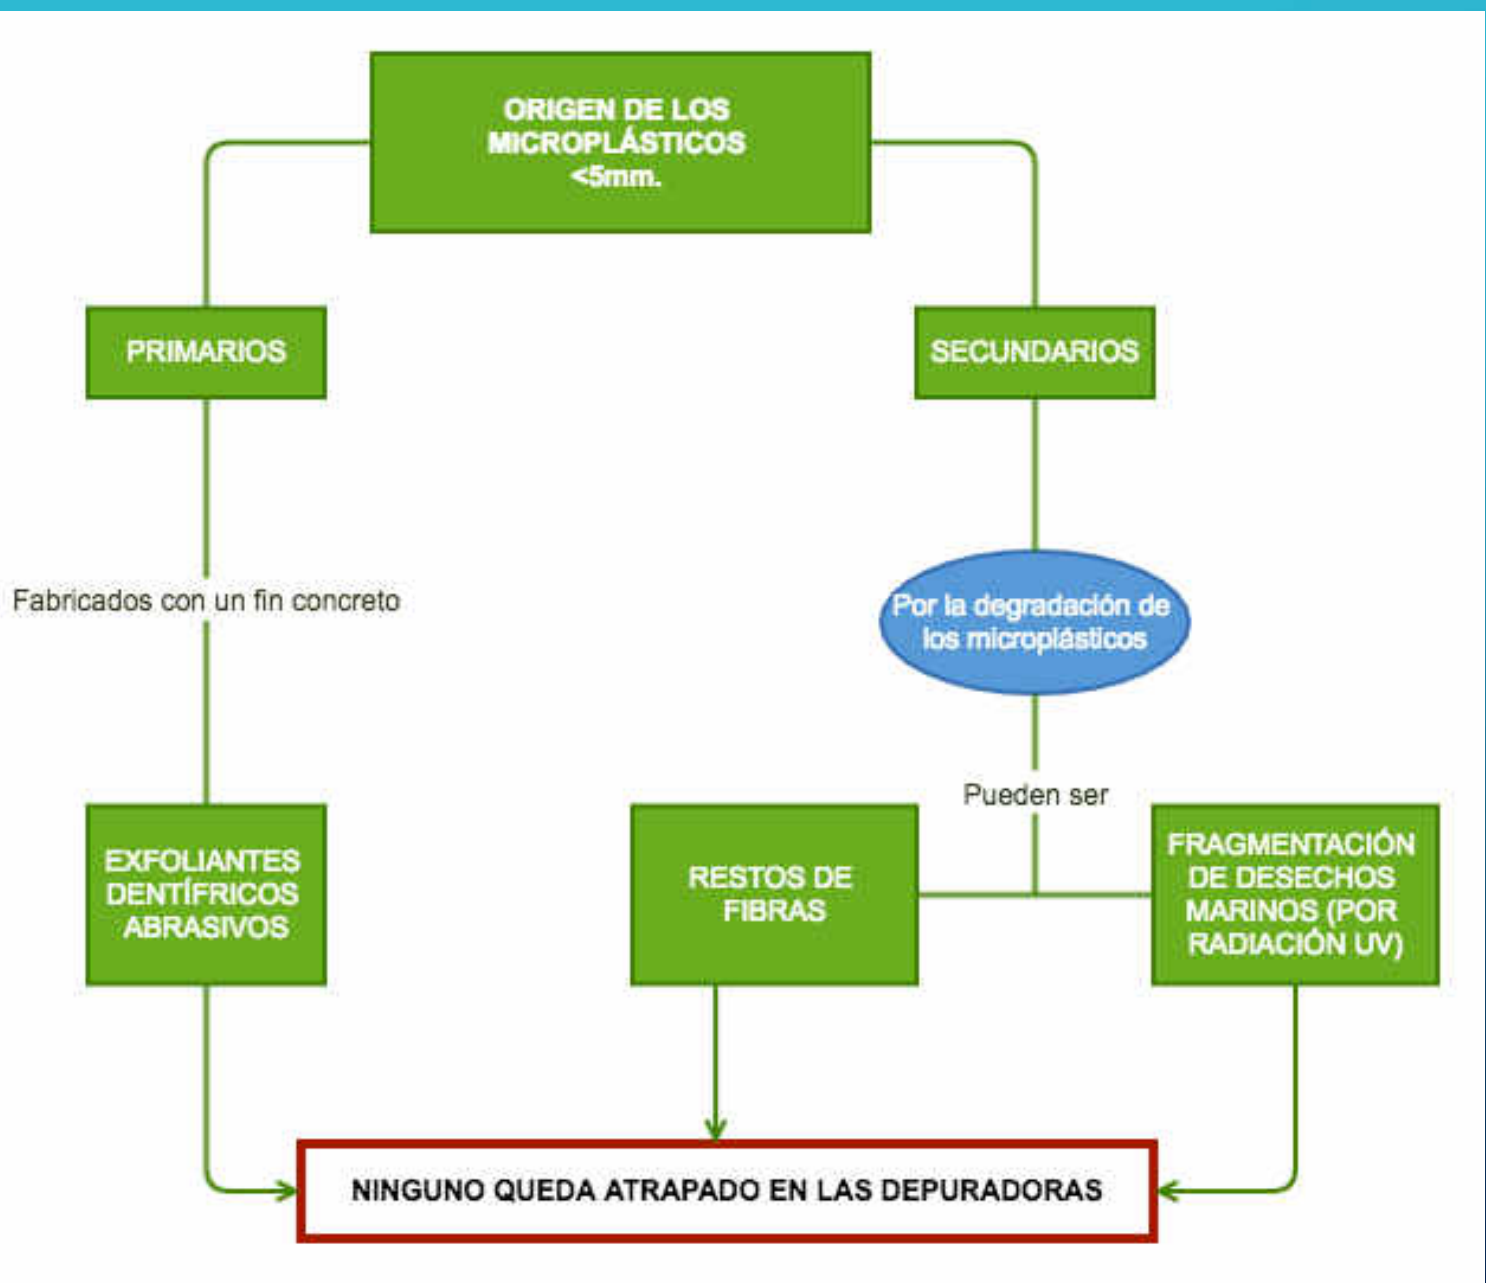 ORIGEN DE LOS
MICROPLÁSTICOS
<5mm.
PRIMARIOS
SECUNDARIOS
Fabricados con un fin concreto
Por la degradación de
los microplásticos
Pueden ser
EXFOLIANTES
DENTÍFRICOS
ABRASIVOS
RESTOS DE
FIBRAS
FRAGMENTACIÓN
DE DESECHOS
MARINOS (POR
RADIACIÓN UV)
NINGUNO QUEDA ATRAPADO EN LAS DEPURADORAS